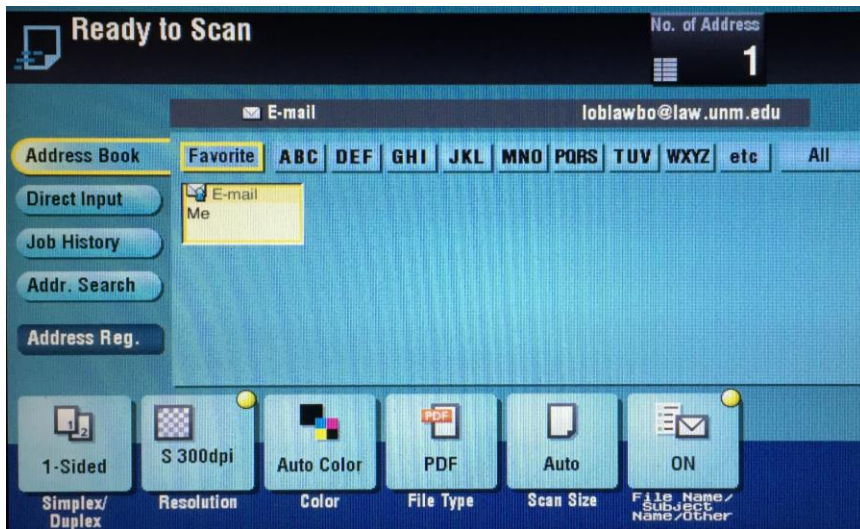 Ready to Scan
No. of Address
1
E-mail loblawbo@law.unm.edu
Address Book
Favorite ABC DEF GHI JKL MNO PQRS TUV WXYZ etc All
Direct Input
E-mail
Me
Job History
Addr. Search
Address Reg.
1 2
PDF
1-Sided S 300dpi Auto Color PDF Auto ON
Simplex/
Duplex
Resolution
Color
File Type
Scan Size
File Name/
Subject
Name/Other